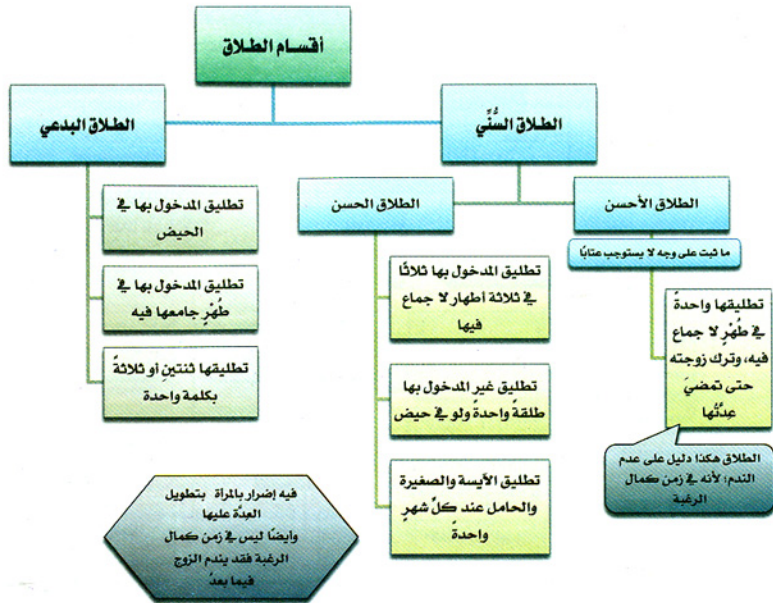 أقسام الطلاق
الطلاق السُّنِّي
الطلاق البدعي
الطلاق الأحسن
ما ثبت على وجه لا يستوجب عتابًا
تطليقها واحدةً
في طُهْرٍ لا جماع
فيه، وترك زوجته
حتى تمضيَ
عِدَّتُها
الطلاق هكذا دليل على عدم
الندم؛ لأنه في زمن كمال
الرغبة
الطلاق الحسن
تطليق المدخول بها ثلاثًا
في ثلاثة أطهار لا جماع
فيها
تطليق غير المدخول بها
طلقةً واحدةً ولو في حيض
تطليق الآيسة والصغيرة
والحامل عند كلِّ شهرٍ
واحدةً
تطليق المدخول بها في
الحيض
تطليق المدخول بها في
طُهْرٍ جامعها فيه
تطليقها ثنتينِ أو ثلاثةً
بكلمة واحدة
فيه إضرار بالمرأة بتطويل
العِدَّة عليها
وأيضًا ليس في زمن كمال
الرغبة فقد يندم الزوج
فيما بعدُ